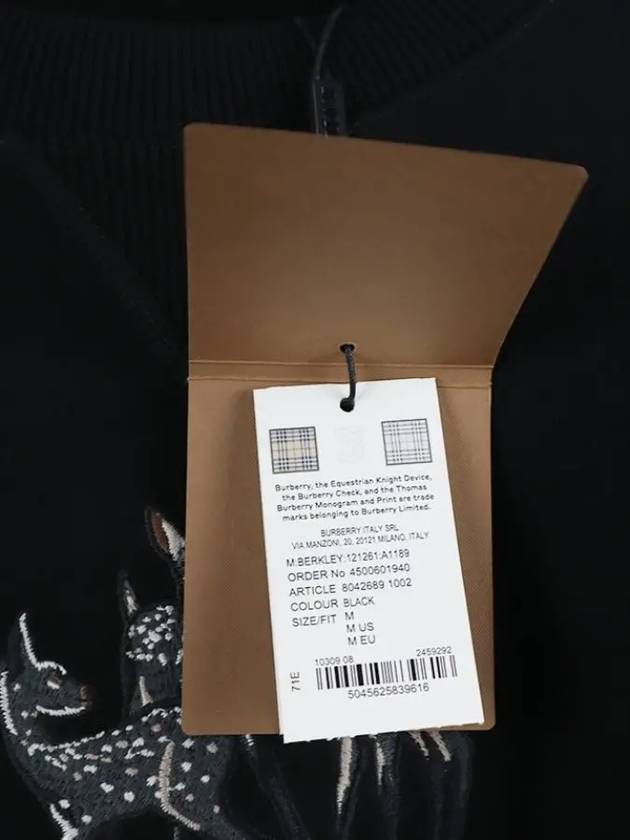 Burberry, the Equestrian Knight Device,
the Burberry Check, and the Thomas
Burberry Monogram and Print are trade
marks belonging to Burberry Limited.
BURBERRY ITALY SRL
VIA MANZONI, 20, 20121 MILANO, ITALY
M:BERKLEY:121261:A1189
ORDER No 4500601940
ARTICLE 8042689 1002
COLOUR BLACK
SIZE/FIT M
M US
M EU
10309 08 2459292
71E
5045625839616